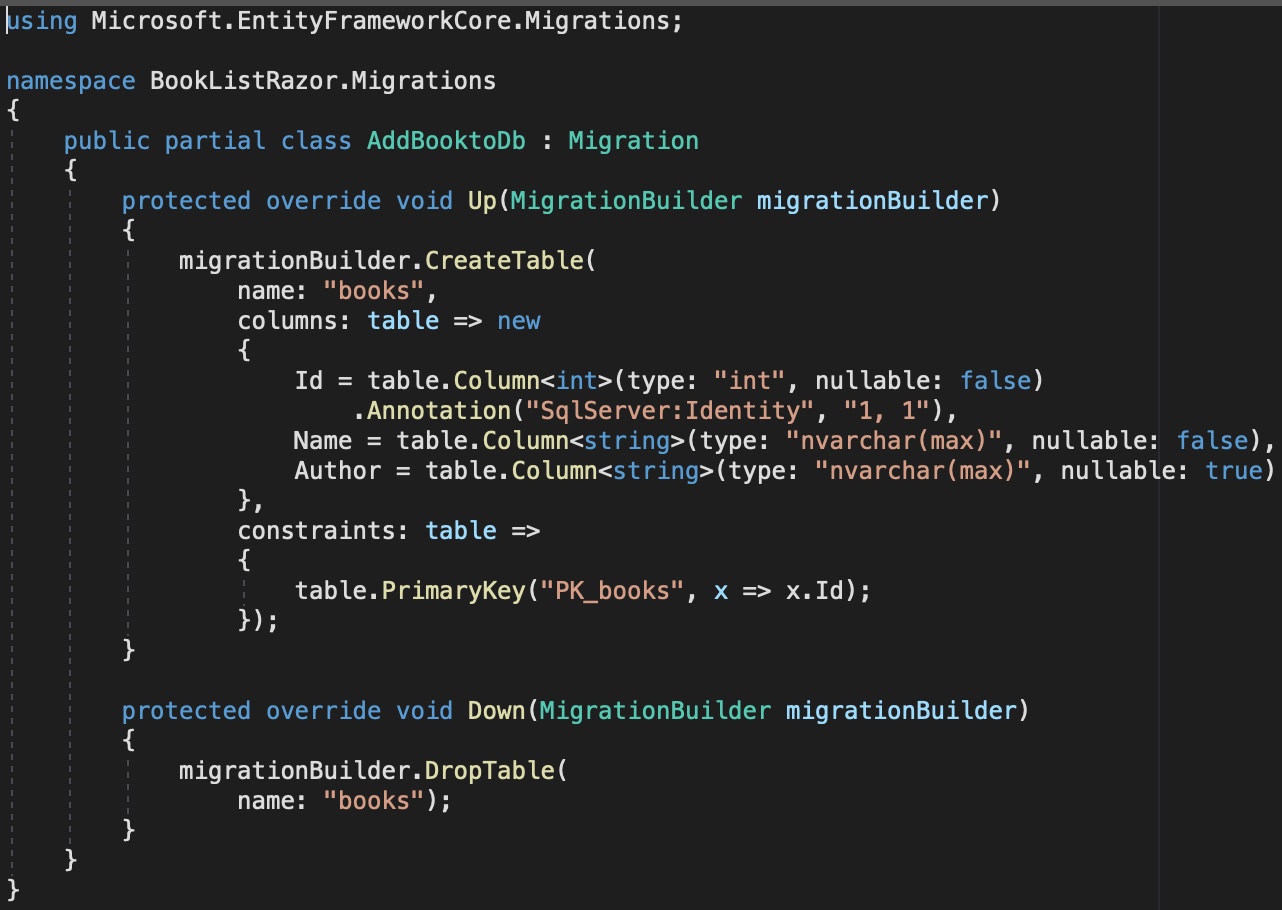 using Microsoft.EntityFrameworkCore.Migrations;

namespace BookListRazor.Migrations
{
    public partial class AddBooktoDb : Migration
    {
        protected override void Up(MigrationBuilder migrationBuilder)
        {
            migrationBuilder.CreateTable(
                name: "books",
                columns: table => new
                {
                    Id = table.Column<int>(type: "int", nullable: false)
                        .Annotation("SqlServer:Identity", "1, 1"),
                    Name = table.Column<string>(type: "nvarchar(max)", nullable: false),
                    Author = table.Column<string>(type: "nvarchar(max)", nullable: true)
                },
                constraints: table =>
                {
                    table.PrimaryKey("PK_books", x => x.Id);
                });
        }

        protected override void Down(MigrationBuilder migrationBuilder)
        {
            migrationBuilder.DropTable(
                name: "books");
        }
    }
}